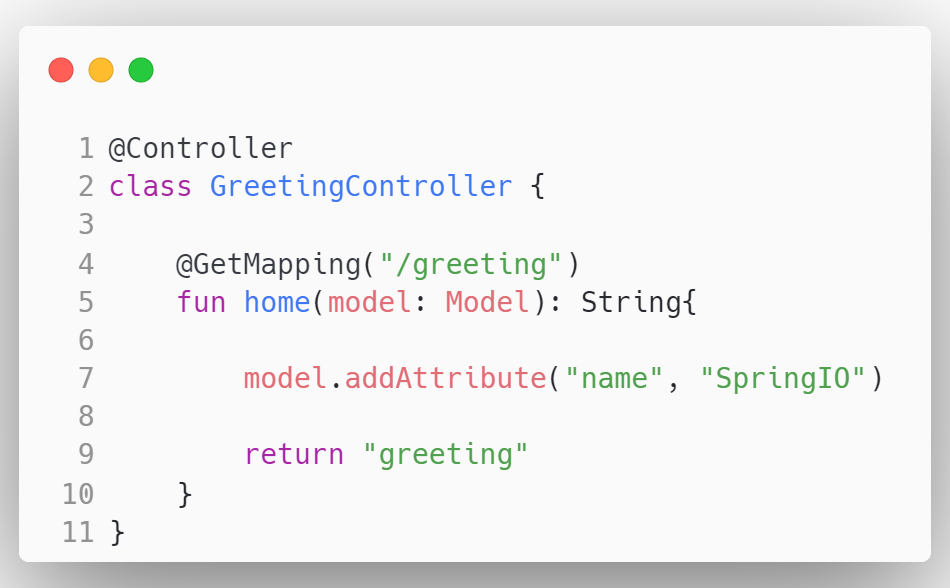 1 @Controller
2 class GreetingController {
3
4     @GetMapping("/greeting")
5     fun home(model: Model): String{
6
7         model.addAttribute("name", "SpringIO")
8
9         return "greeting"
10     }
11 }